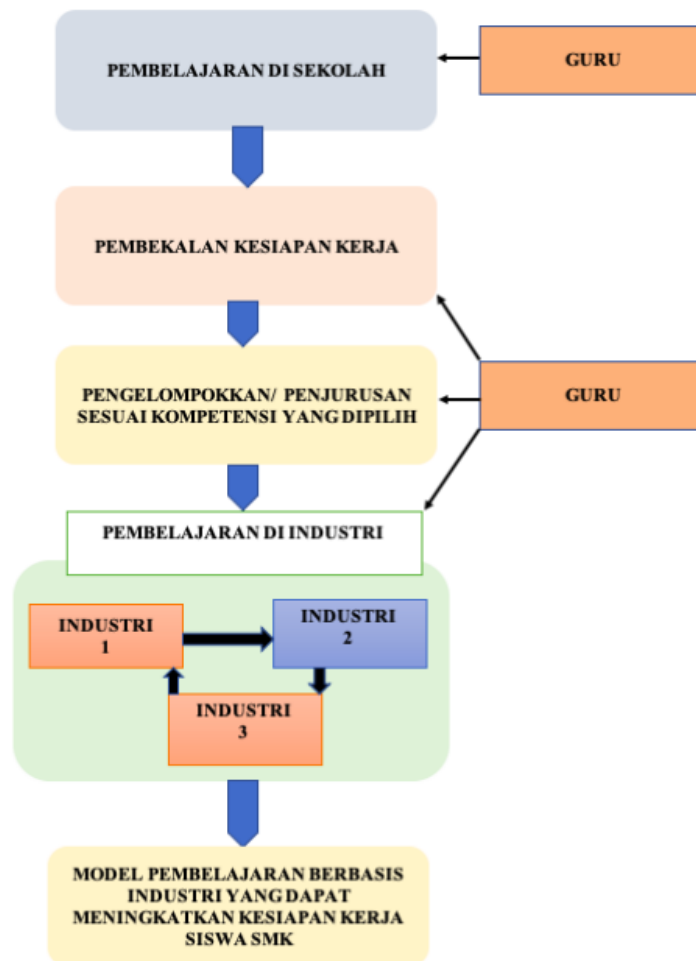 PEMBELAJARAN DI SEKOLAH
GURU
PEMBEKALAN KESIAPAN KERJA
PENGELOMPOKKAN/ PENJURUSAN
SESUAI KOMPETENSI YANG DIPILIH
GURU
PEMBELAJARAN DI INDUSTRI
INDUSTRI
1
INDUSTRI
2
INDUSTRI
3
MODEL PEMBELAJARAN BERBASIS
INDUSTRI YANG DAPAT
MENINGKATKAN KESIAPAN KERJA
SISWA SMK